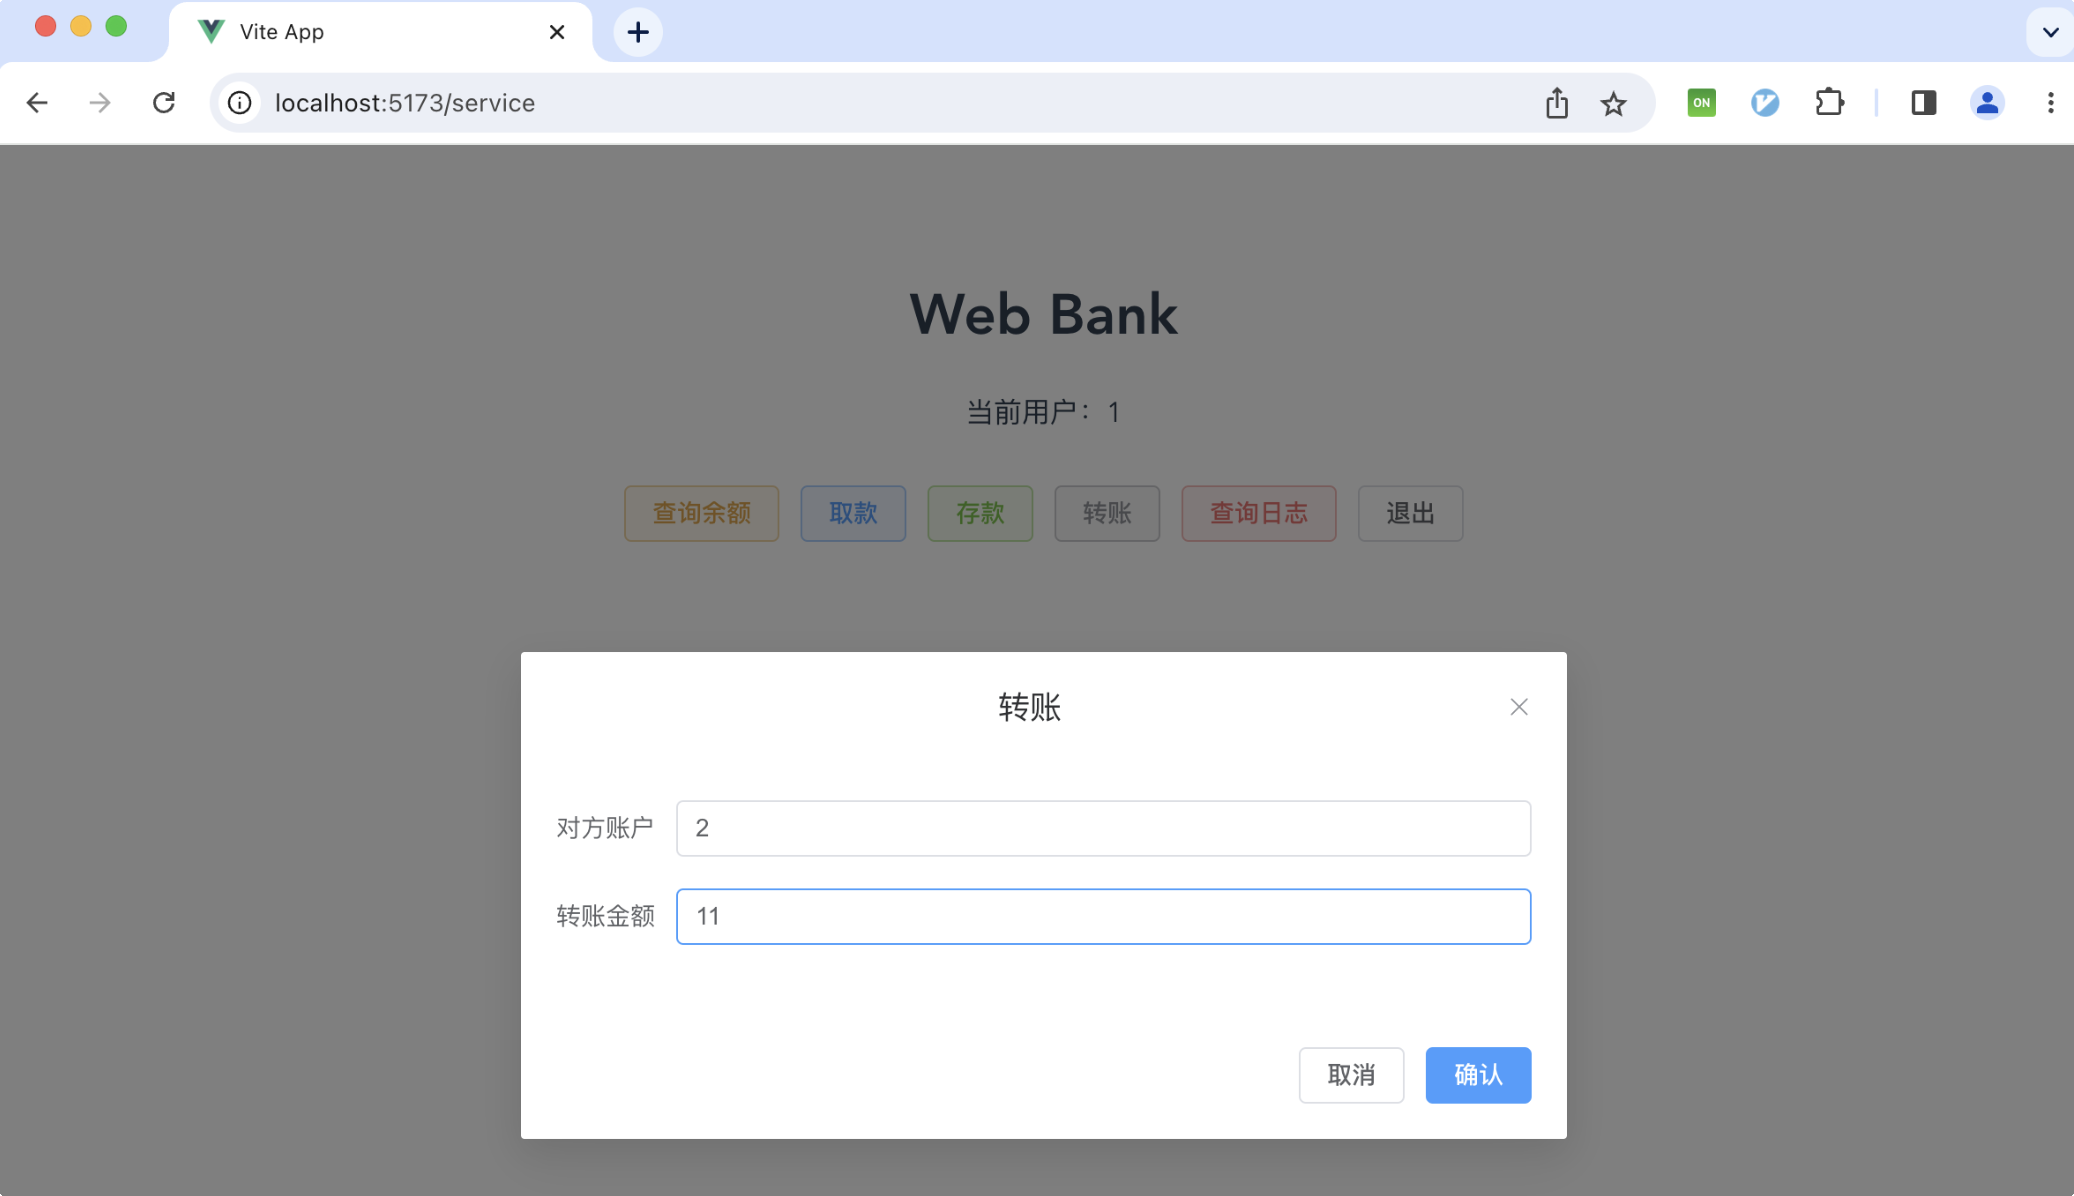 Vite App
localhost:5173/service
ON
Web Bank
当前用户：1
查询余额 取款 存款 转账 查询日志 退出
转账
对方账户 2
转账金额 11
取消 确认